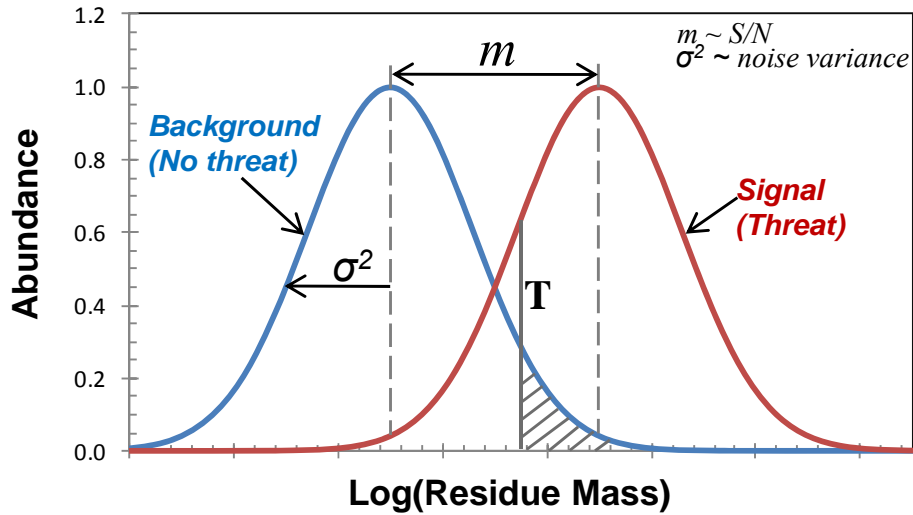 1.2
1.0
0.8
0.6
0.4
0.2
0.0
Abundance
m ~ S/N
σ² ~ noise variance
m
Background
(No threat)
Signal
(Threat)
σ²
T
Log(Residue Mass)